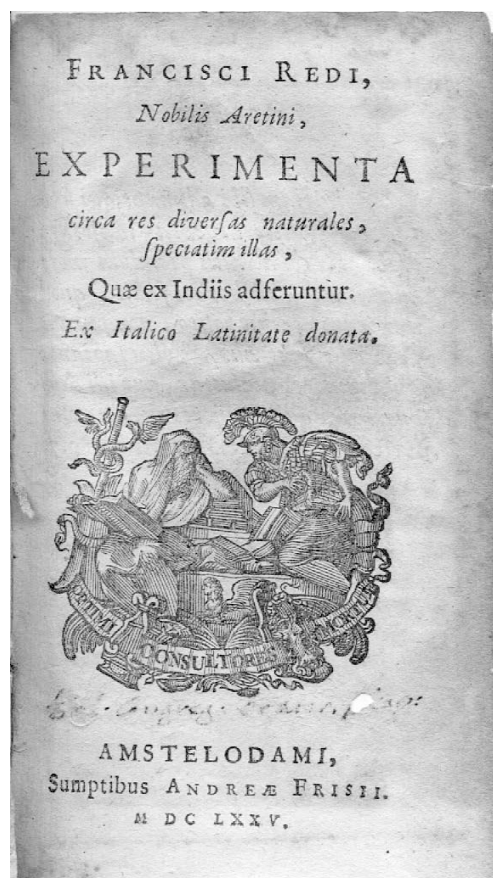 FRANCISCI REDI,
Nobilis Aretini,
EXPERIMENTA
circa res diverſas naturales,
ſpeciatim illas,
Quæ ex Indiis adferuntur.
Ex Italico Latinitate donata.
OPTIMI CONSULTORES MORTUI
AMSTELODAMI,
Sumptibus ANDREÆ FRISII.
M DC LXXV.